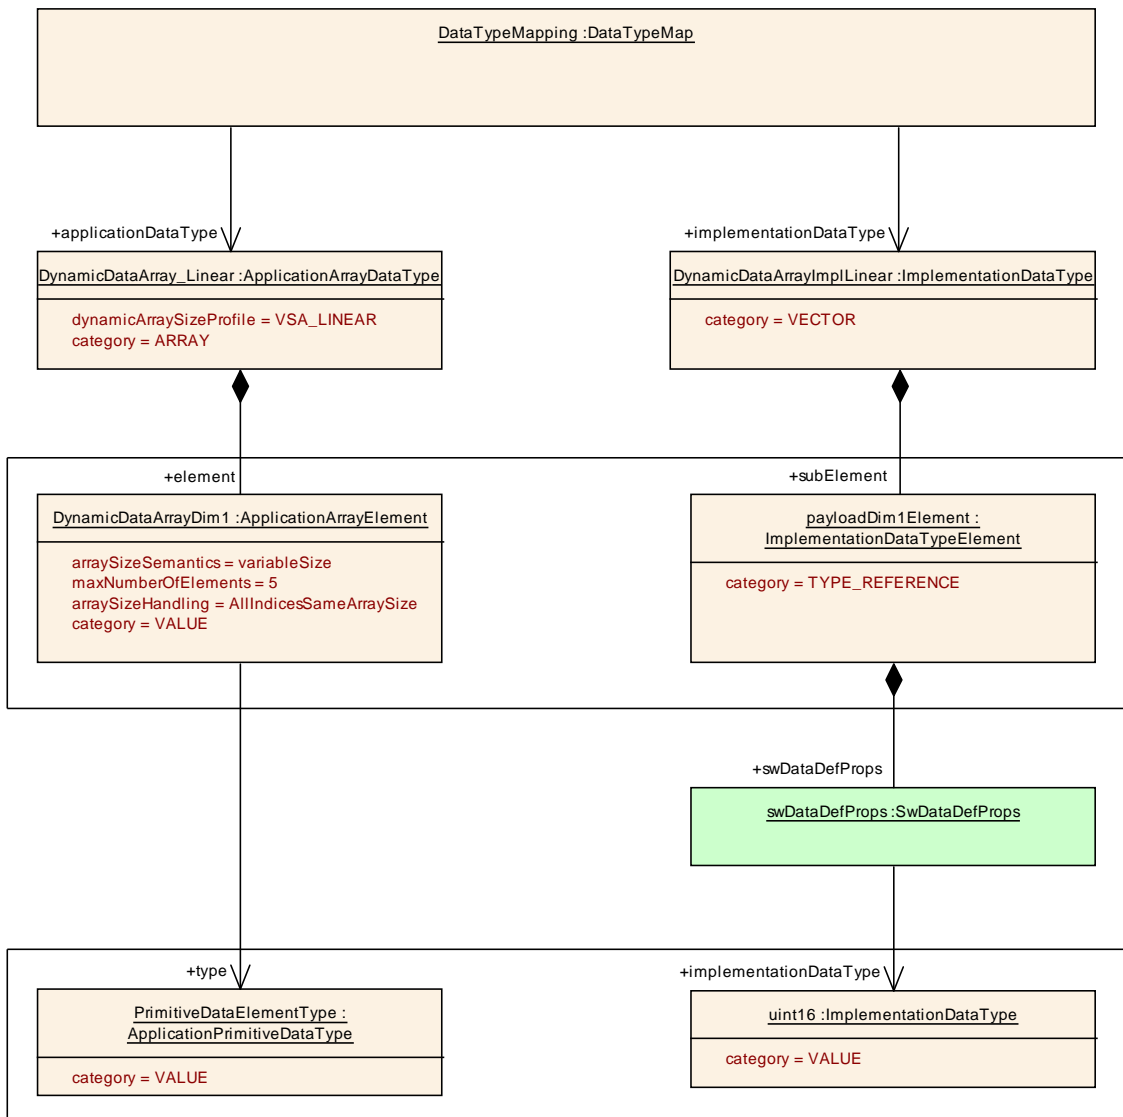 DataTypeMapping :DataTypeMap
+applicationDataType
+implementationDataType
DynamicDataArray_Linear :ApplicationArrayDataType
dynamicArraySizeProfile = VSA_LINEAR
category = ARRAY
DynamicDataArrayImplLinear :ImplementationDataType
category = VECTOR
+element
+subElement
DynamicDataArrayDim1 :ApplicationArrayElement
arraySizeSemantics = variableSize
maxNumberOfElements = 5
arraySizeHandling = AllIndicesSameArraySize
category = VALUE
payloadDim1Element :
ImplementationDataTypeElement
category = TYPE_REFERENCE
+swDataDefProps
swDataDefProps :SwDataDefProps
+type
+implementationDataType
PrimitiveDataElementType :
ApplicationPrimitiveDataType
category = VALUE
uint16 :ImplementationDataType
category = VALUE